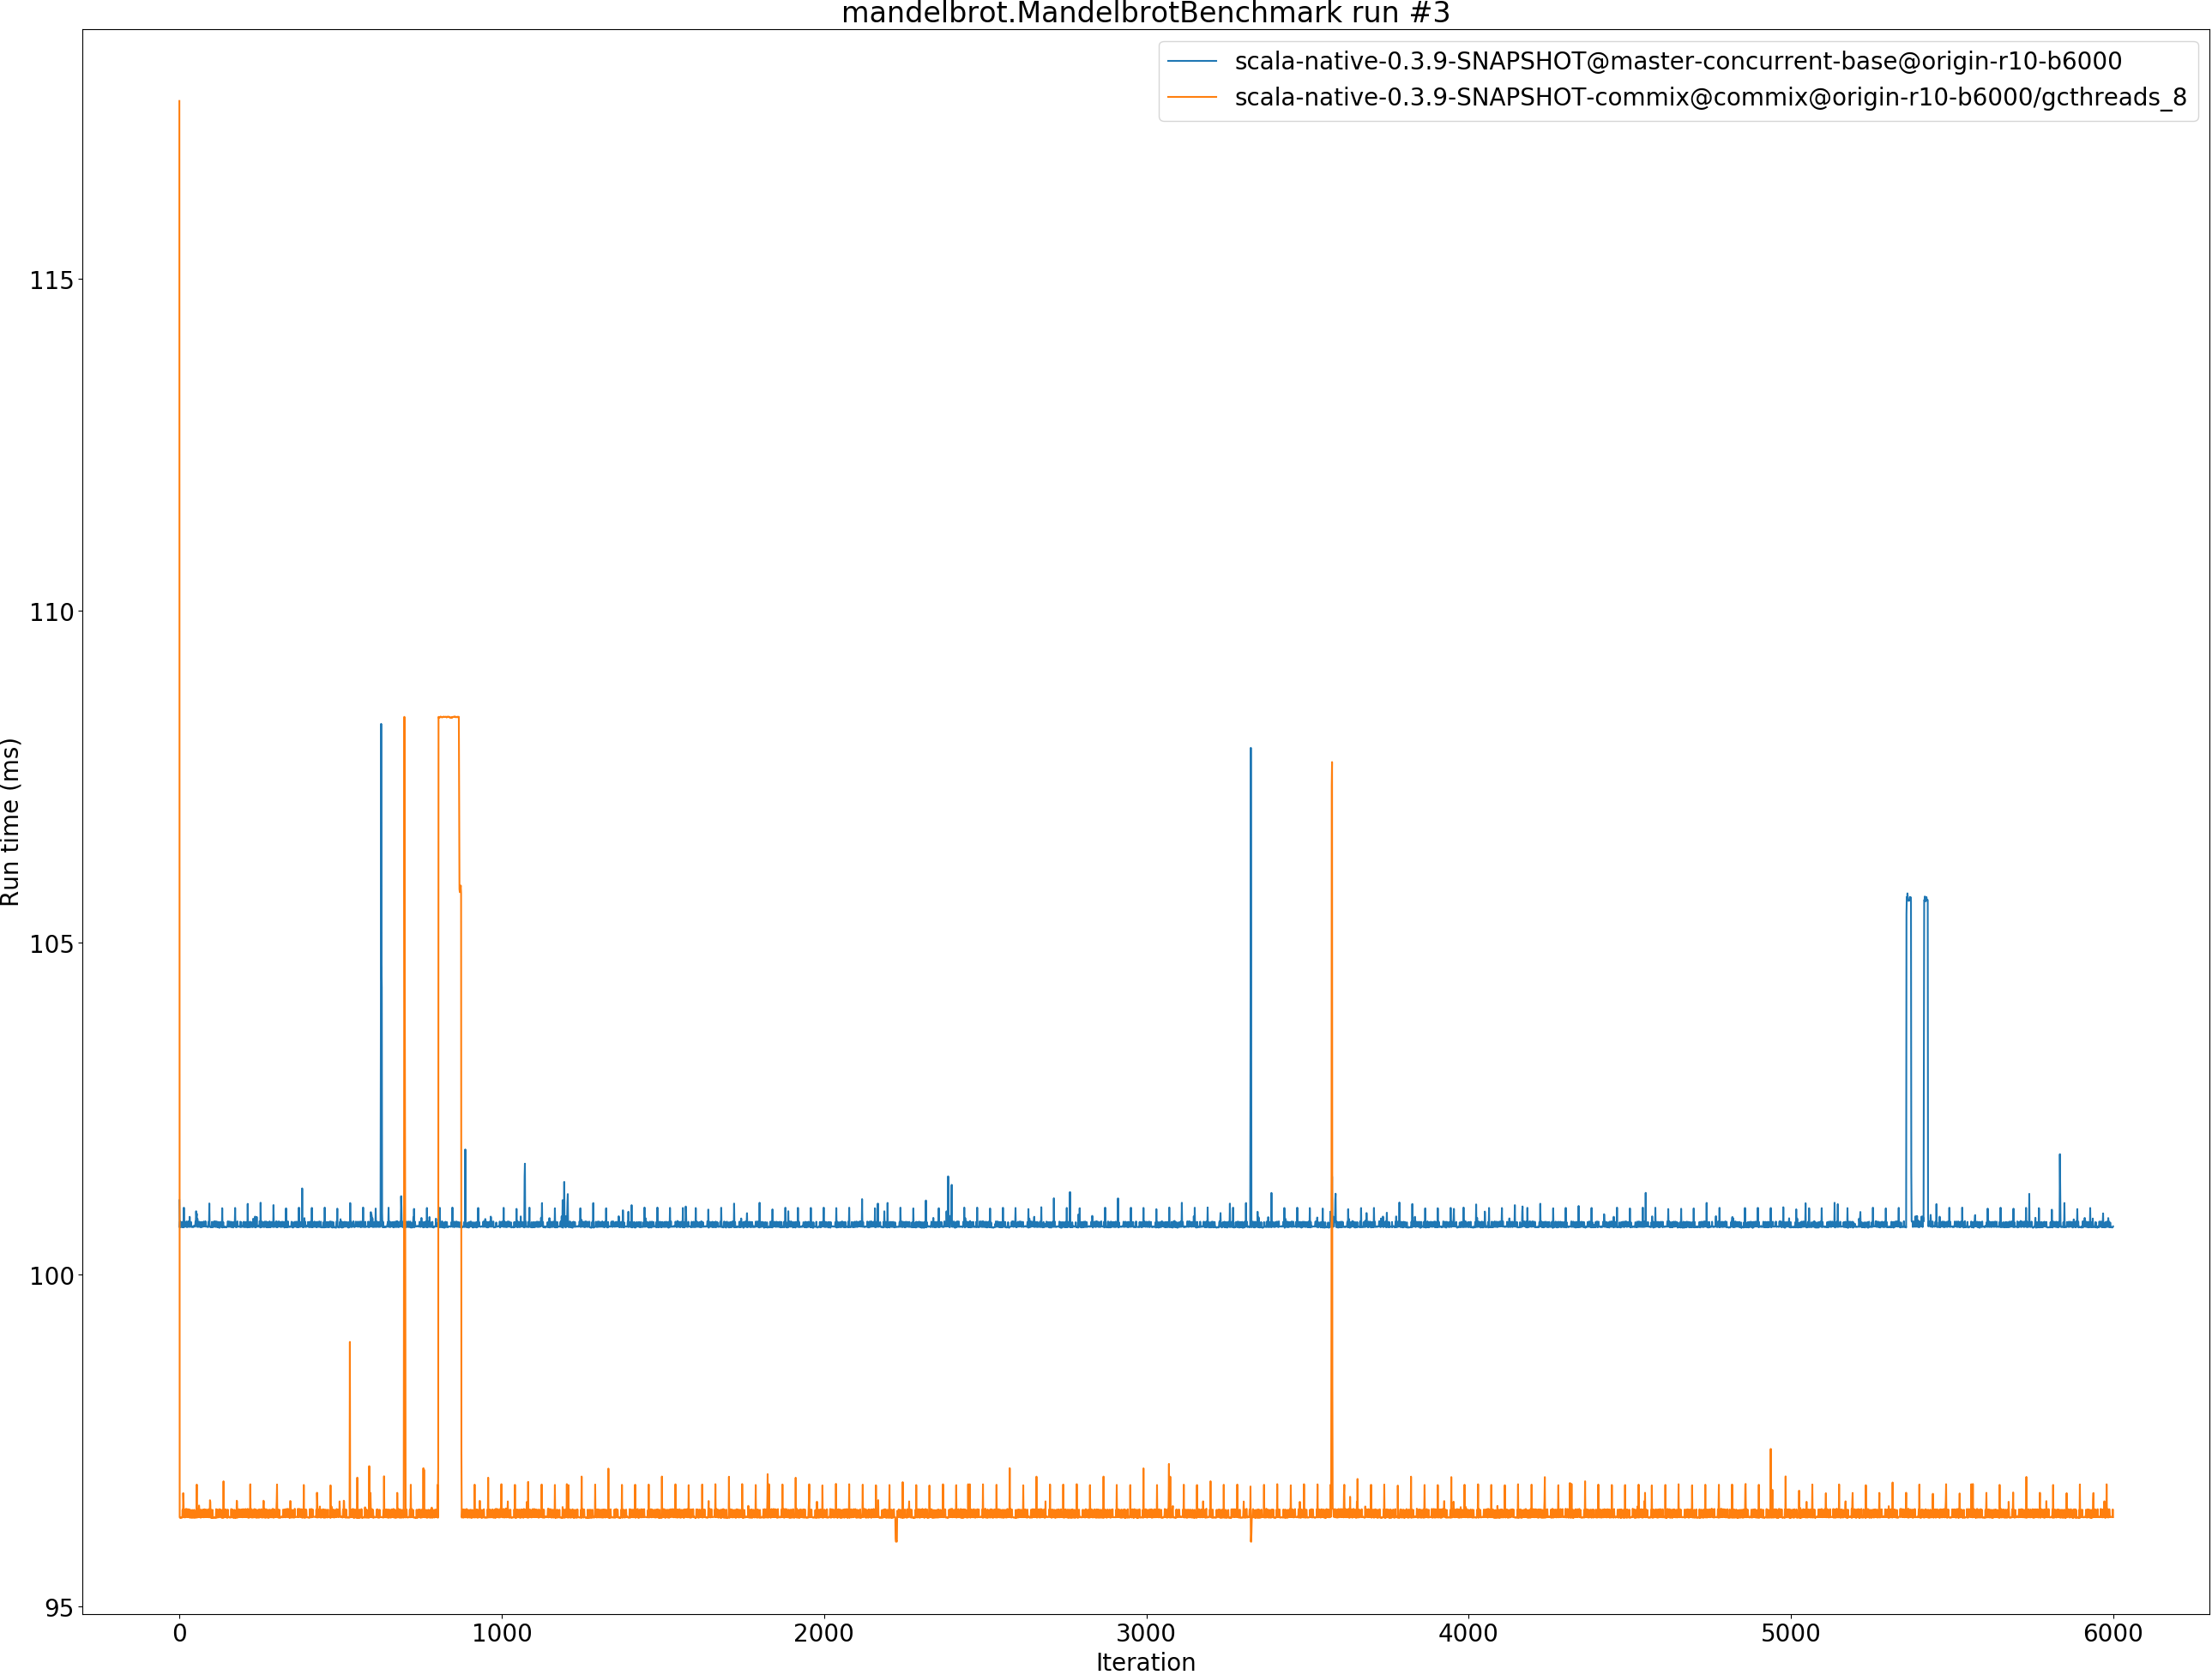 mandelbrot.MandelbrotBenchmark run #3
scala-native-0.3.9-SNAPSHOT@master-concurrent-base@origin-r10-b6000
scala-native-0.3.9-SNAPSHOT-commix@commix@origin-r10-b6000/gcthreads_8
Run time (ms)
115
110
105
100
95
0 1000 2000 3000 4000 5000 6000
Iteration